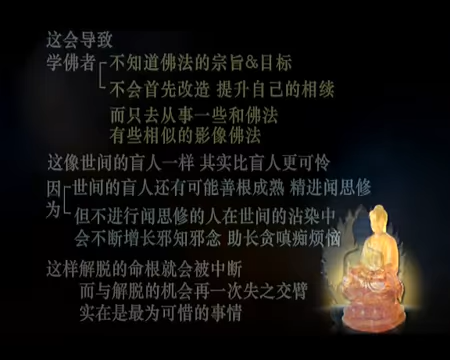 这会导致
学佛者 不知道佛法的宗旨&目标
不会首先改造 提升自己的相续
而只去从事一些和佛法
有些相似的影像佛法
这像世间的盲人一样 其实比盲人更可怜
因为 世间的盲人还有可能善根成熟 精进闻思修
但不进行闻思修的人在世间的沾染中
会不断增长邪知邪念 助长贪嗔痴烦恼
这样解脱的命根就会被中断
而与解脱的机会再一次失之交臂
实在是最为可惜的事情